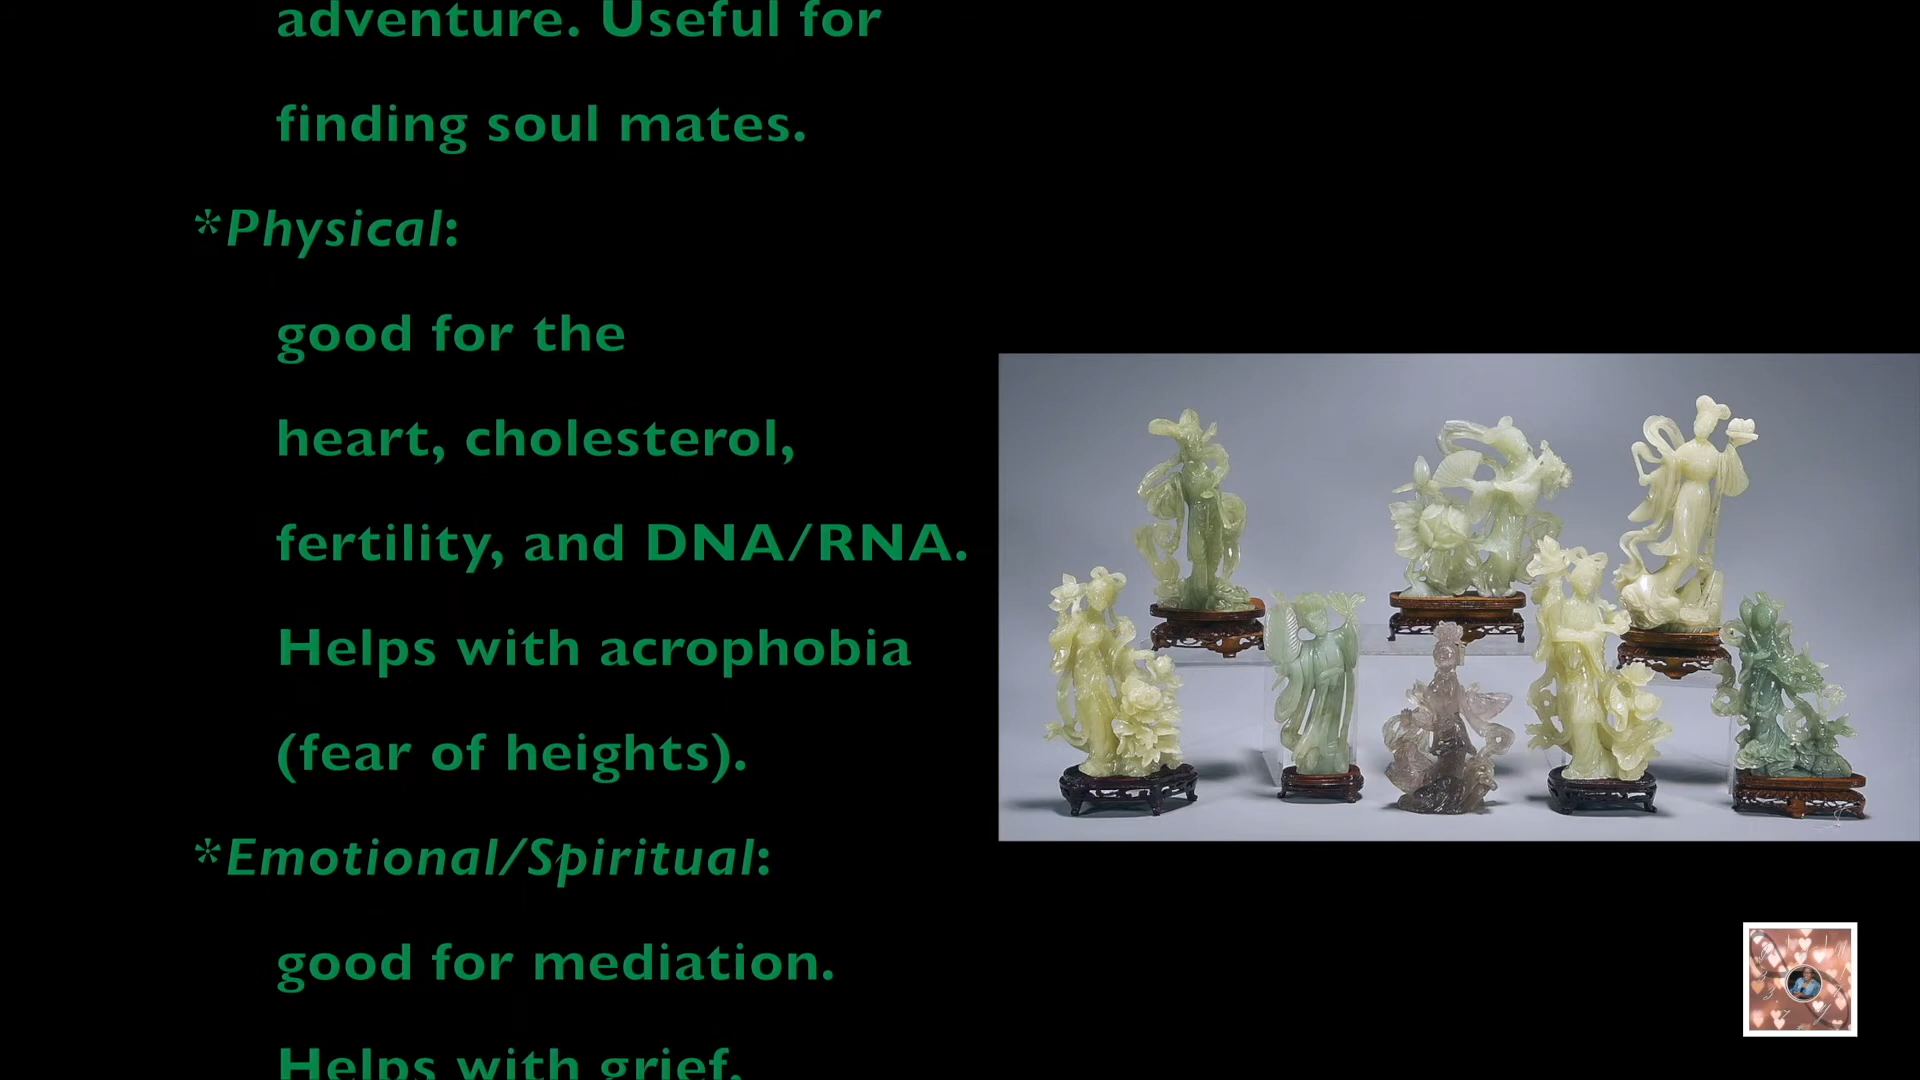 adventure. Useful for
finding soul mates.
*Physical:
good for the
heart, cholesterol,
fertility, and DNA/RNA.
Helps with acrophobia
(fear of heights).
*Emotional/Spiritual:
good for mediation.
Helps with grief,